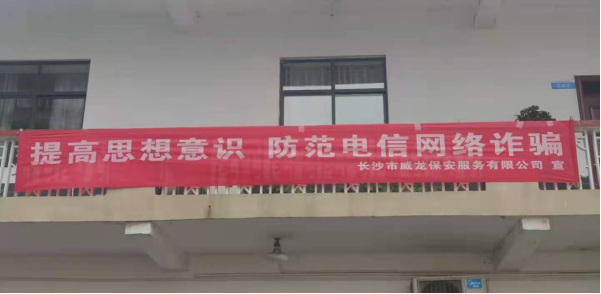 提高思想意识 防范电信网络诈骗
长沙市威龙保安服务有限公司 宣